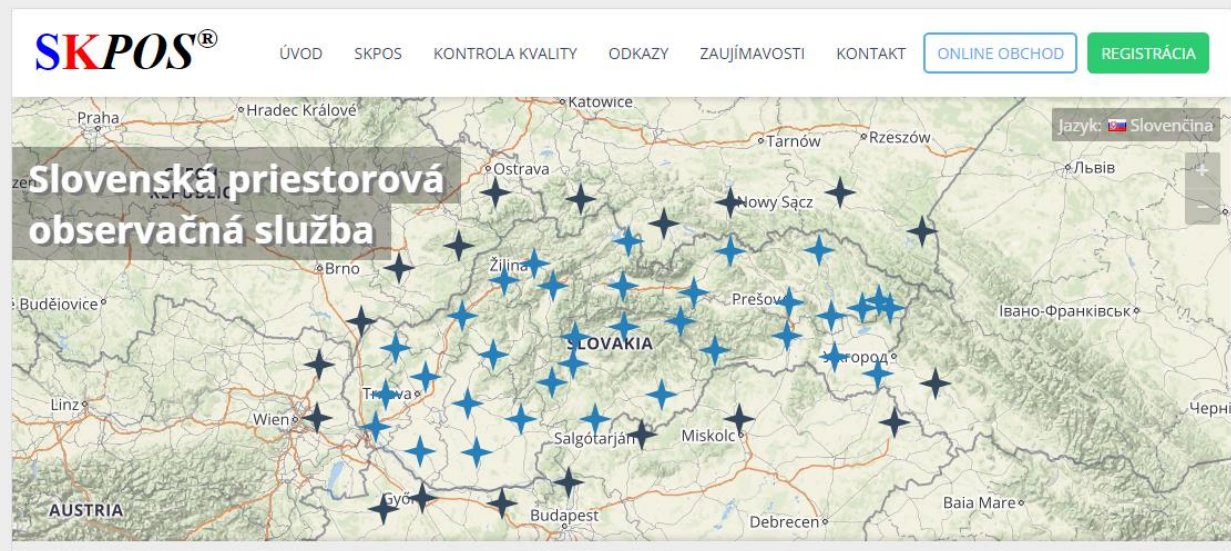 SKPOS®
ÚVOD SKPOS KONTROLA KVALITY ODKAZY ZAUJÍMAVOSTI KONTAKT ONLINE OBCHOD REGISTRÁCIA
Jazyk: Slovenčina
+
−
Slovenská priestorová
observačná služba
Praha
Hradec Králové
Katowice
Tarnów
Rzeszów
Львів
Ostrava
Nowy Sącz
Brno
Žilina
Budějovice
Prešov
Івано-Франківськ
SLOVAKIA
Linz
Wien
Salgótarján
Miskolc
Győr
Budapest
AUSTRIA
Debrecen
Baia Mare